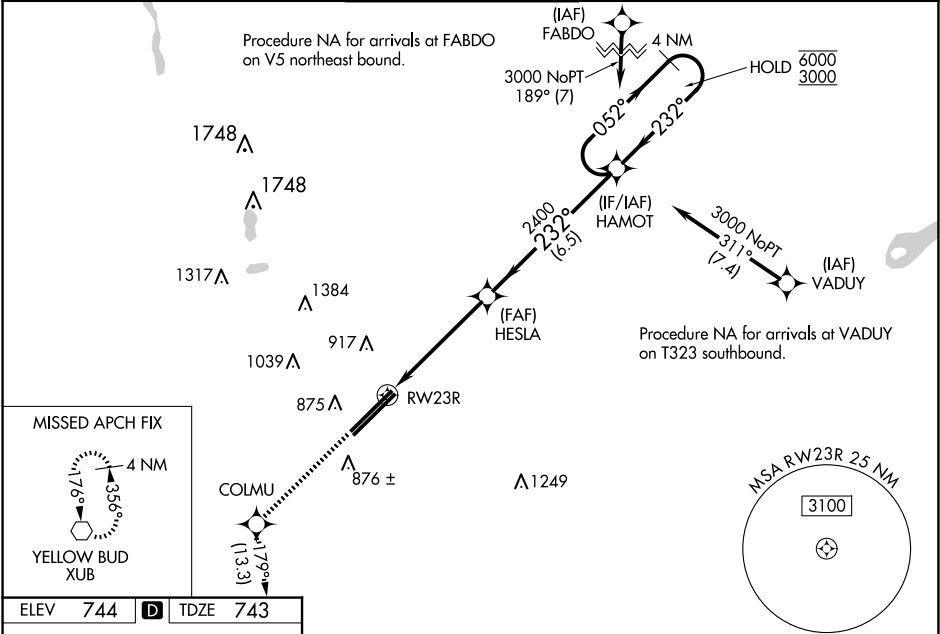 Procedure NA for arrivals at FABDO
on V5 northeast bound.
(IAF)
FABDO
3000 NoPT
189° (7)
4 NM
HOLD
6000
3000
052°
232°
(IF/IAF)
HAMOT
2400
232°
(6.5)
3000 NoPT
311°
(7.4)
(IAF)
VADUY
Procedure NA for arrivals at VADUY
on T323 southbound.
(FAF)
HESLA
1748
1748
1317
1384
917
1039
875
RW23R
876 ±
1249
COLMU
179°
(13.3)
MISSED APCH FIX
4 NM
176°
356°
YELLOW BUD
XUB
MSA RW23R 25 NM
3100
ELEV 744 D TDZE 743